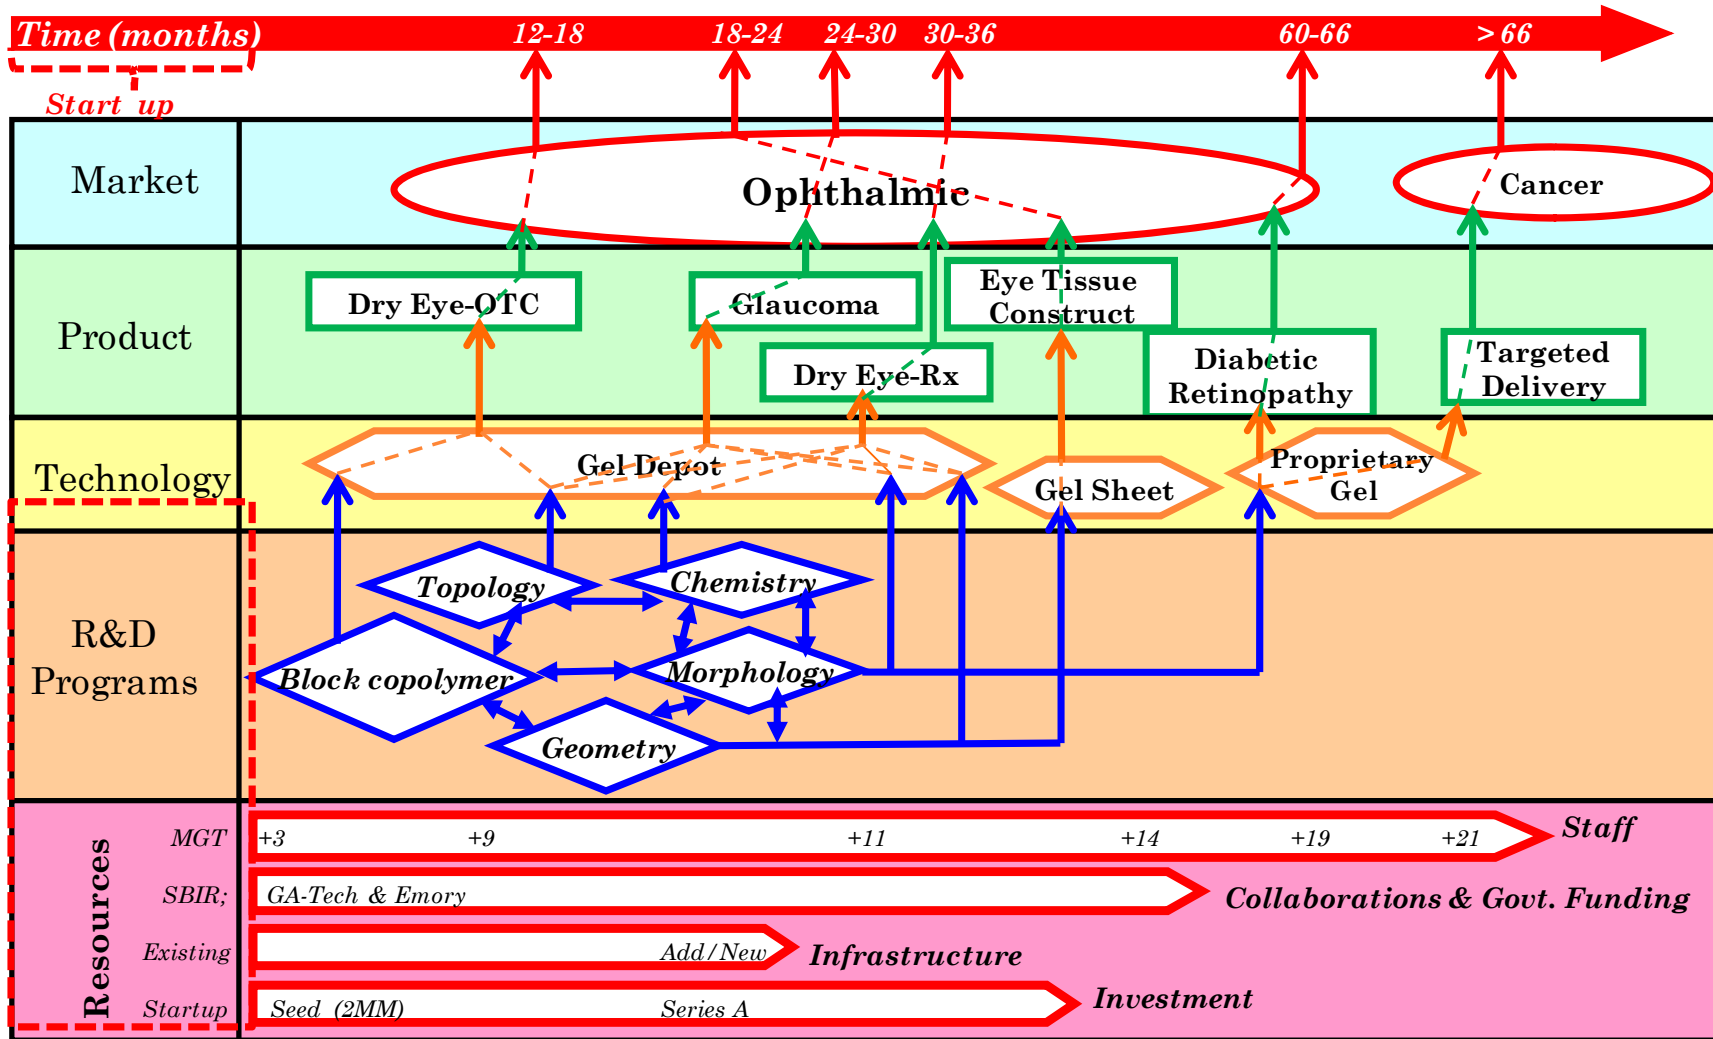 Time (months) 12-18 18-24 24-30 30-36 60-66 > 66
Start up
Market
Ophthalmic
Cancer
Product
Dry Eye-OTC
Glaucoma
Eye Tissue
Construct
Dry Eye-Rx
Diabetic
Retinopathy
Targeted
Delivery
Technology
Gel Depot
Gel Sheet
Proprietary
Gel
R&D
Programs
Topology
Chemistry
Block copolymer
Morphology
Geometry
Resources
MGT +3 +9 +11 +14 +19 +21 Staff
SBIR; GA-Tech & Emory Collaborations & Govt. Funding
Existing Add/New Infrastructure
Startup Seed (2MM) Series A Investment